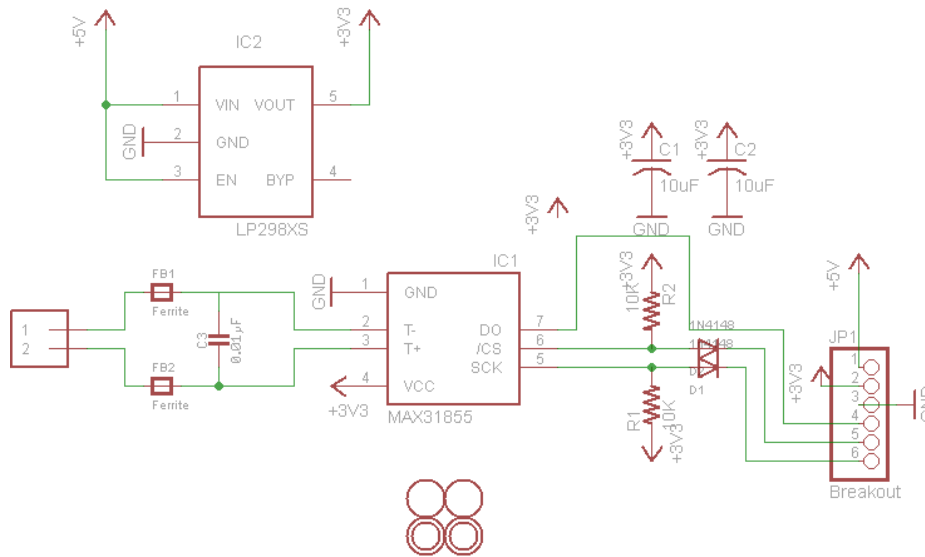 +5V
+3V3
IC2
1
VIN
VOUT
5
GND
2
GND
3
EN
BYP
4
LP298XS
+3V3
C1
10uF
GND
+3V3
C2
10uF
GND
+3V3
IC1
FB1
Ferrite
1
2
C3
0.01µF
FB2
Ferrite
GND
1
GND
2
T-
3
T+
4
VCC
+3V3
DO
7
/CS
6
SCK
5
MAX31855
+3V3
10K
R2
1N4148
1N4148
D2
D1
R1
10K
+3V3
+5V
JP1
+3V3
1
2
3
4
5
6
GND
Breakout